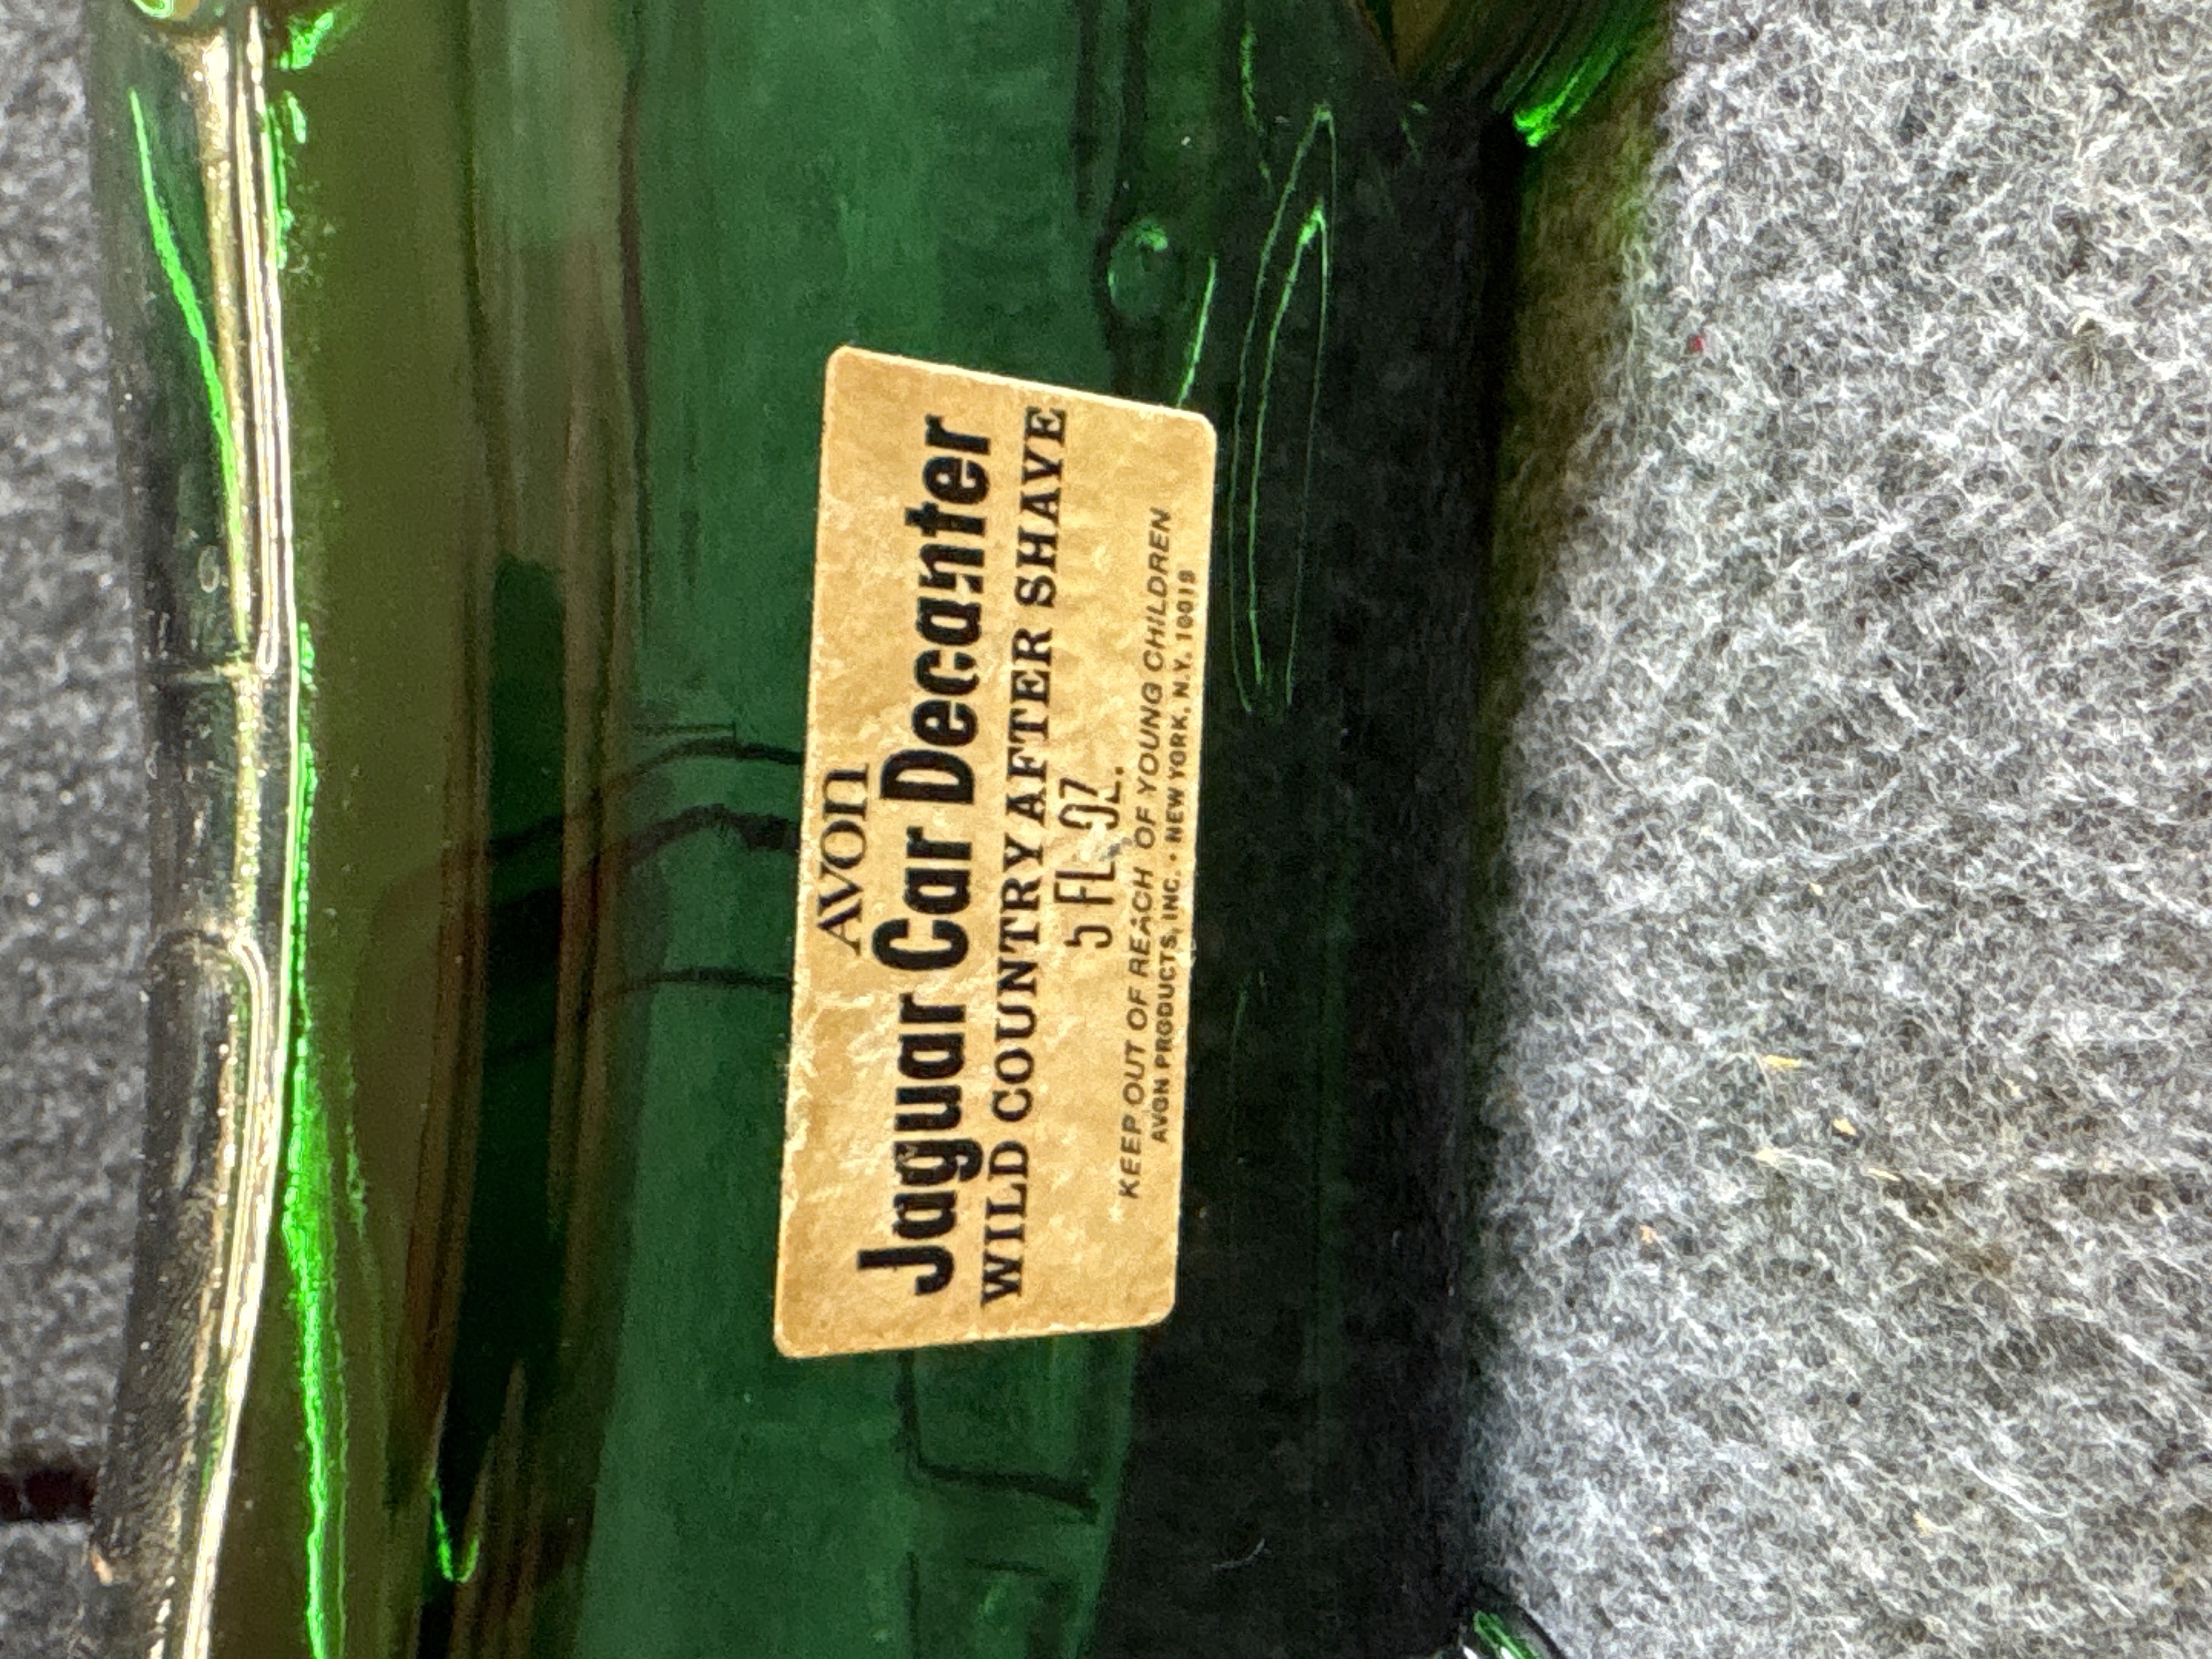 AVON
Jaguar Car Decanter
WILD COUNTRY AFTER SHAVE
5 FL. OZ.
KEEP OUT OF REACH OF YOUNG CHILDREN
AVON PRODUCTS, INC. • NEW YORK, N.Y. 10019